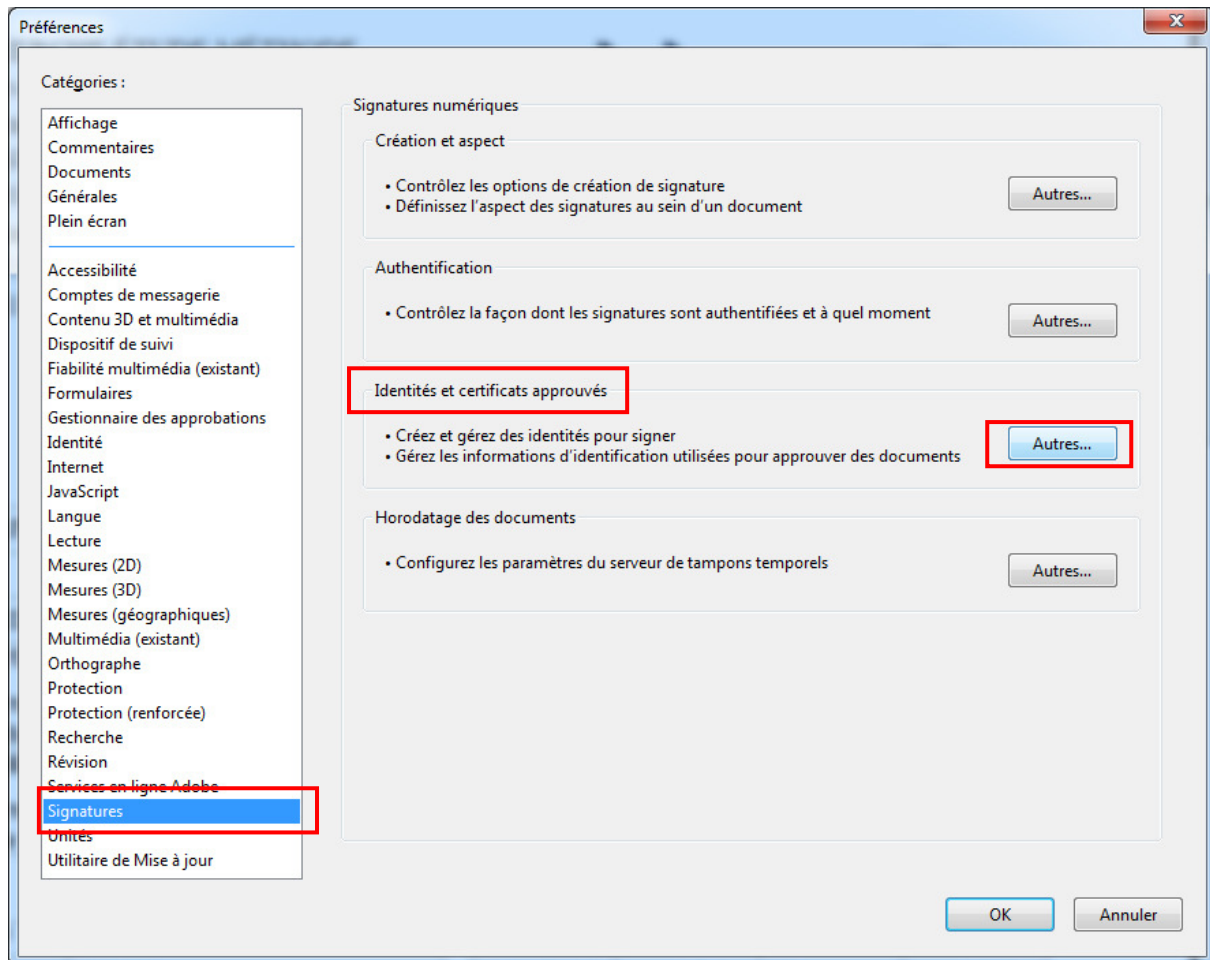 Préférences
Catégories :
Affichage
Commentaires
Documents
Générales
Plein écran
Accessibilité
Comptes de messagerie
Contenu 3D et multimédia
Dispositif de suivi
Fiabilité multimédia (existant)
Formulaires
Gestionnaire des approbations
Identité
Internet
JavaScript
Langue
Lecture
Mesures (2D)
Mesures (3D)
Mesures (géographiques)
Multimédia (existant)
Orthographe
Protection
Protection (renforcée)
Recherche
Révision
Services en ligne Adobe
Signatures
Unités
Utilitaire de Mise à jour
Signatures numériques
Création et aspect
• Contrôlez les options de création de signature
• Définissez l'aspect des signatures au sein d'un document
Autres...
Authentification
• Contrôlez la façon dont les signatures sont authentifiées et à quel moment
Autres...
Identités et certificats approuvés
• Créez et gérez des identités pour signer
• Gérez les informations d'identification utilisées pour approuver des documents
Autres...
Horodatage des documents
• Configurez les paramètres du serveur de tampons temporels
Autres...
OK
Annuler